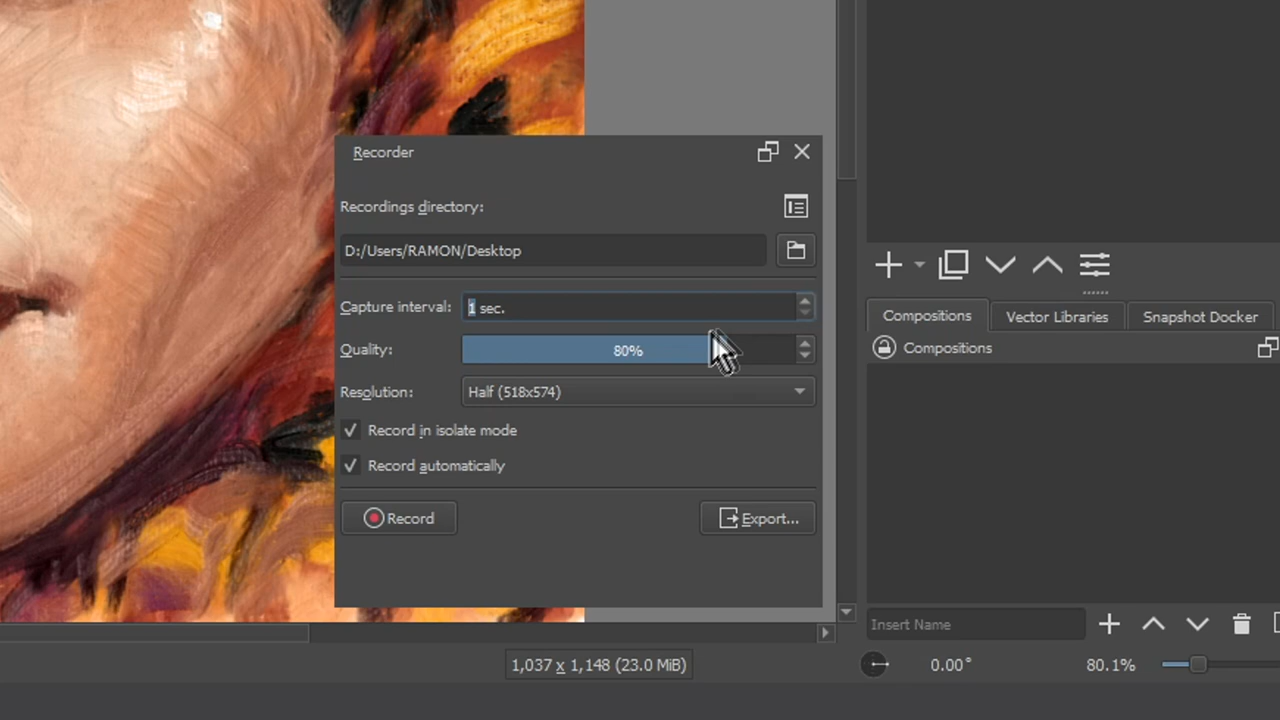 Recorder
Recordings directory:
D:/Users/RAMON/Desktop
Capture interval: 1 sec.
Quality: 80%
Resolution: Half (518x574)
Record in isolate mode
Record automatically
Record Export...
Compositions Vector Libraries Snapshot Docker
Compositions
Insert Name
1,037 x 1,148 (23.0 MiB) 0.00° 80.1%